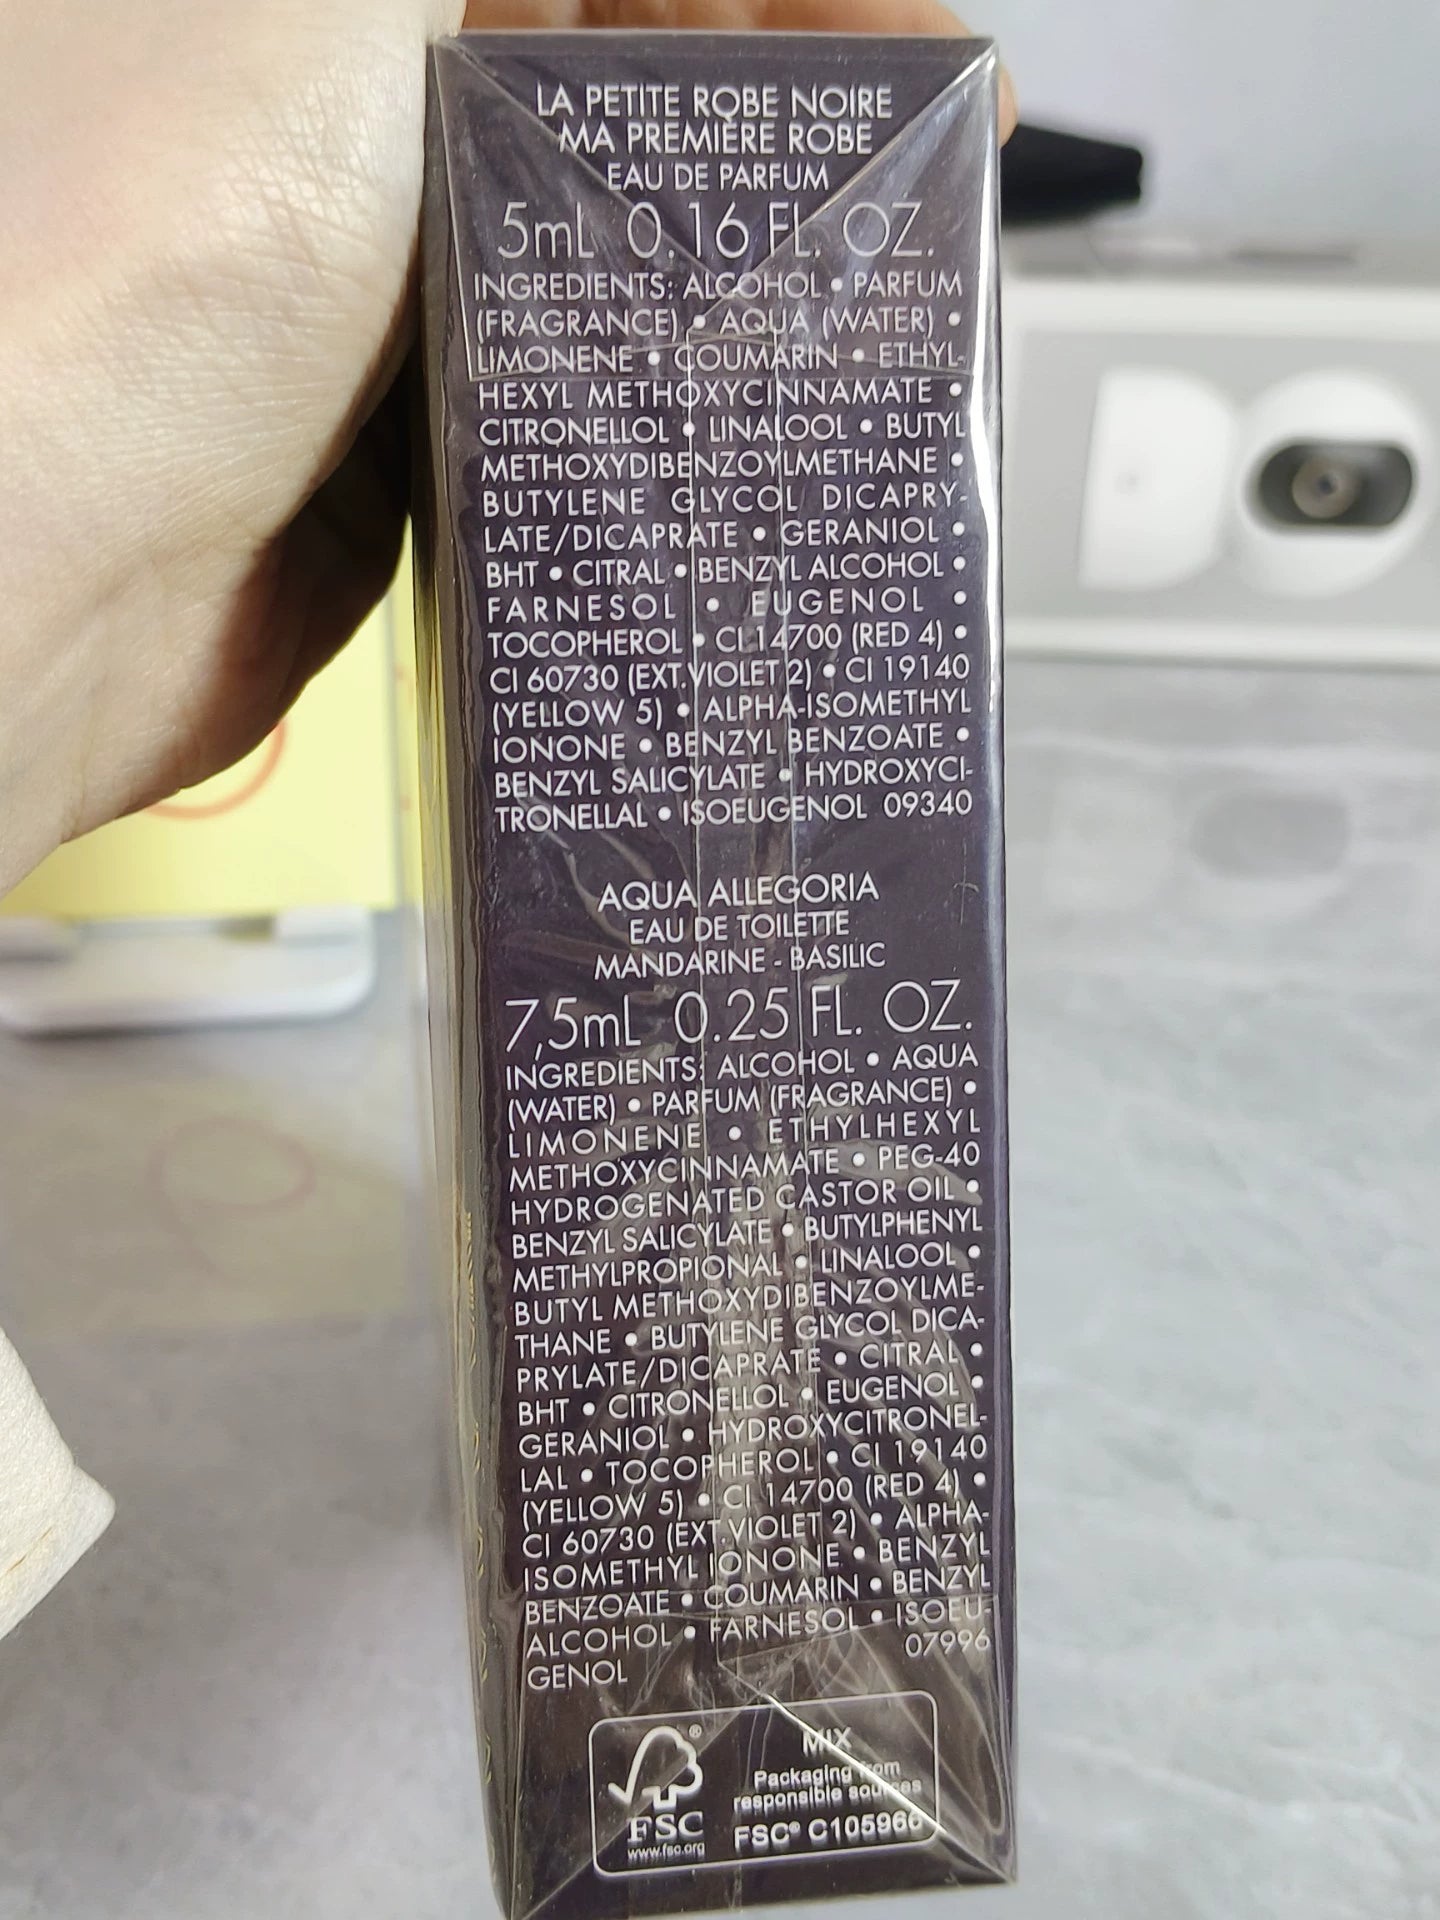 LA PETITE ROBE NOIRE
MA PREMIÈRE ROBE
EAU DE PARFUM
5mL 0.16 FL. OZ.
INGREDIENTS: ALCOHOL • PARFUM
(FRAGRANCE) • AQUA (WATER) •
LIMONENE • COUMARIN • ETHYL-
HEXYL METHOXYCINNAMATE •
CITRONELLOL • LINALOOL • BUTYL
METHOXYDIBENZOYLMETHANE •
BUTYLENE GLYCOL DICAPRY-
LATE/DICAPRATE • GERANIOL •
BHT • CITRAL • BENZYL ALCOHOL •
FARNESOL • EUGENOL •
TOCOPHEROL • CI 14700 (RED 4) •
CI 60730 (EXT.VIOLET 2) • CI 19140
(YELLOW 5) • ALPHA-ISOMETHYL
IONONE • BENZYL BENZOATE •
BENZYL SALICYLATE • HYDROXYCI-
TRONELLAL • ISOEUGENOL 09340
AQUA ALLEGORIA
EAU DE TOILETTE
MANDARINE - BASILIC
7,5mL 0.25 FL. OZ.
INGREDIENTS: ALCOHOL • AQUA
(WATER) • PARFUM (FRAGRANCE) •
LIMONENE • ETHYLHEXYL
METHOXYCINNAMATE • PEG-40
HYDROGENATED CASTOR OIL •
BENZYL SALICYLATE • BUTYLPHENYL
METHYLPROPIONAL • LINALOOL •
BUTYL METHOXYDIBENZOYLME-
THANE • BUTYLENE GLYCOL DICA-
PRYLATE/DICAPRATE • CITRAL •
BHT • CITRONELLOL • EUGENOL •
GERANIOL • HYDROXYCITRONEL-
LAL • TOCOPHEROL • CI 19140
(YELLOW 5) • CI 14700 (RED 4) •
CI 60730 (EXT.VIOLET 2) • ALPHA-
ISOMETHYL IONONE • BENZYL
BENZOATE • COUMARIN • BENZYL
ALCOHOL • FARNESOL • ISOEU-
GENOL 07996
FSC®
www.fsc.org
MIX
Packaging from
responsible sources
FSC® C105960